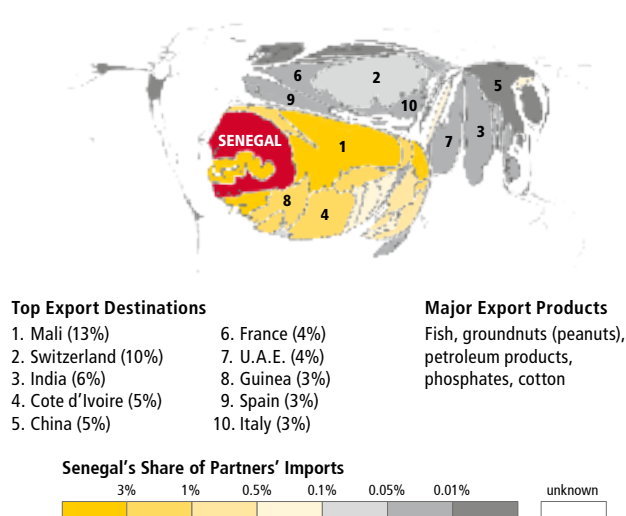 6
2
5
9
10
SENEGAL
1
7
3
8
4
Top Export Destinations
1. Mali (13%)
2. Switzerland (10%)
3. India (6%)
4. Cote d'Ivoire (5%)
5. China (5%)
6. France (4%)
7. U.A.E. (4%)
8. Guinea (3%)
9. Spain (3%)
10. Italy (3%)
Major Export Products
Fish, groundnuts (peanuts),
petroleum products,
phosphates, cotton
Senegal's Share of Partners' Imports
3% 1% 0.5% 0.1% 0.05% 0.01% unknown